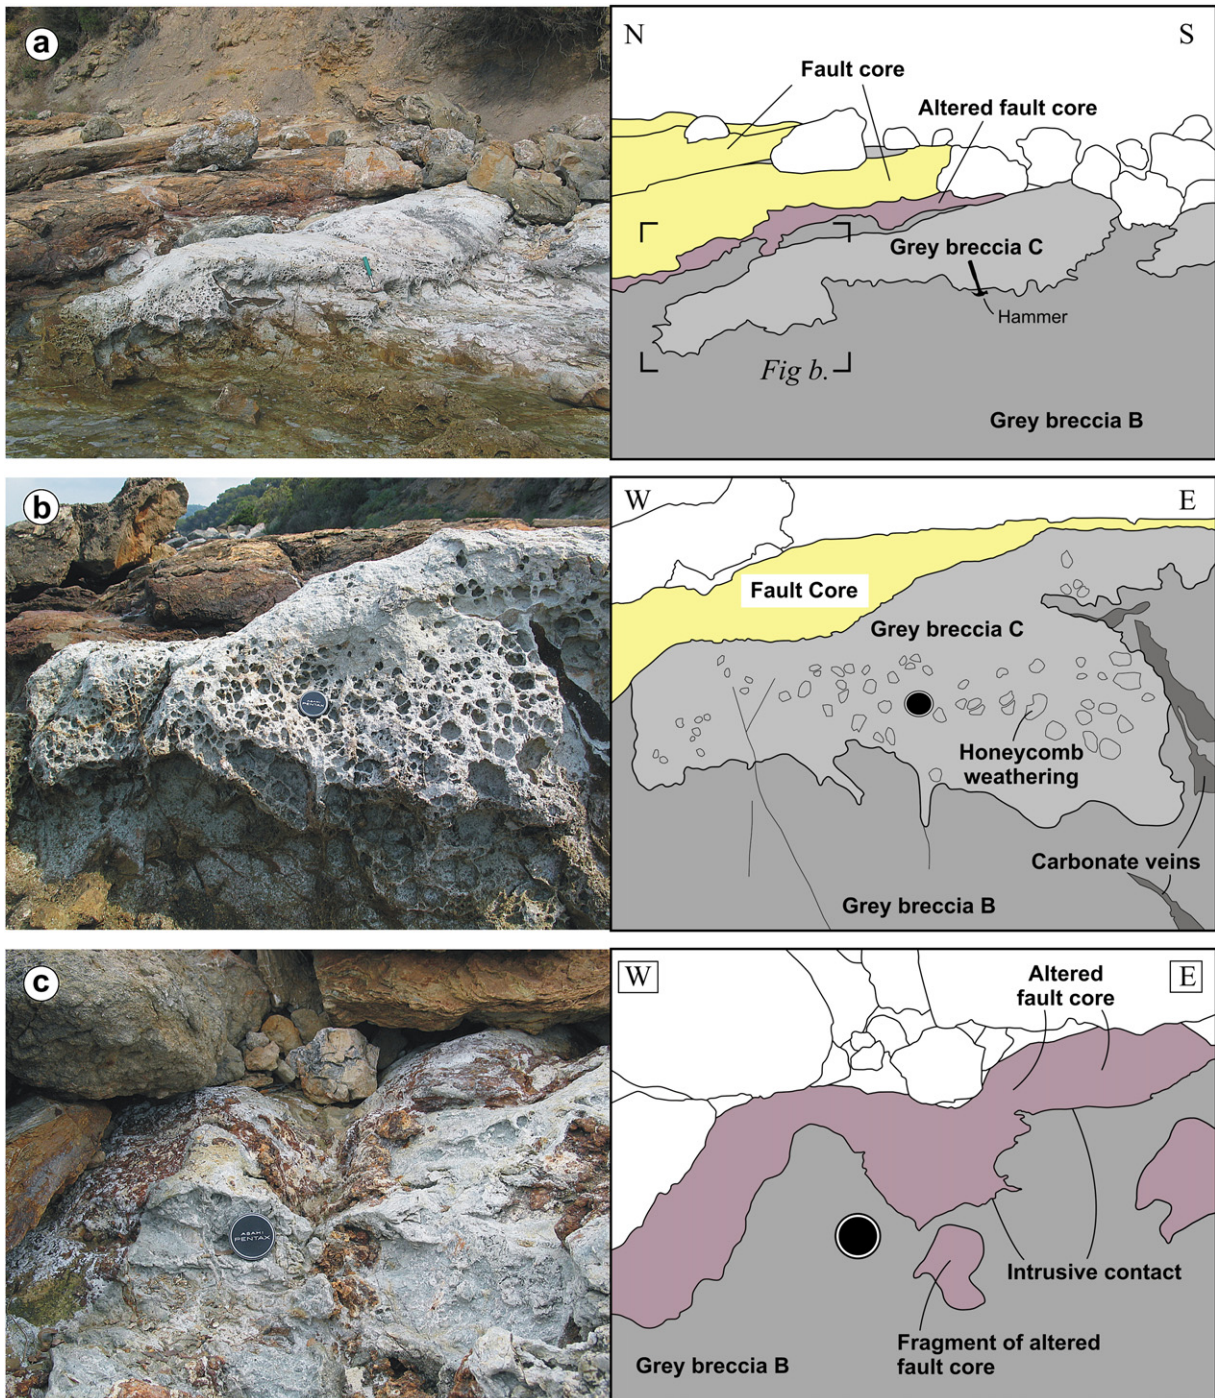 a
N
S
Fault core
Altered fault core
Grey breccia C
Hammer
Fig b.
Grey breccia B
b
PENTAX
W
E
Fault Core
Grey breccia C
Honeycomb
weathering
Carbonate veins
Grey breccia B
c
ASAHI
PENTAX
W
E
Altered
fault core
Intrusive contact
Fragment of altered
fault core
Grey breccia B